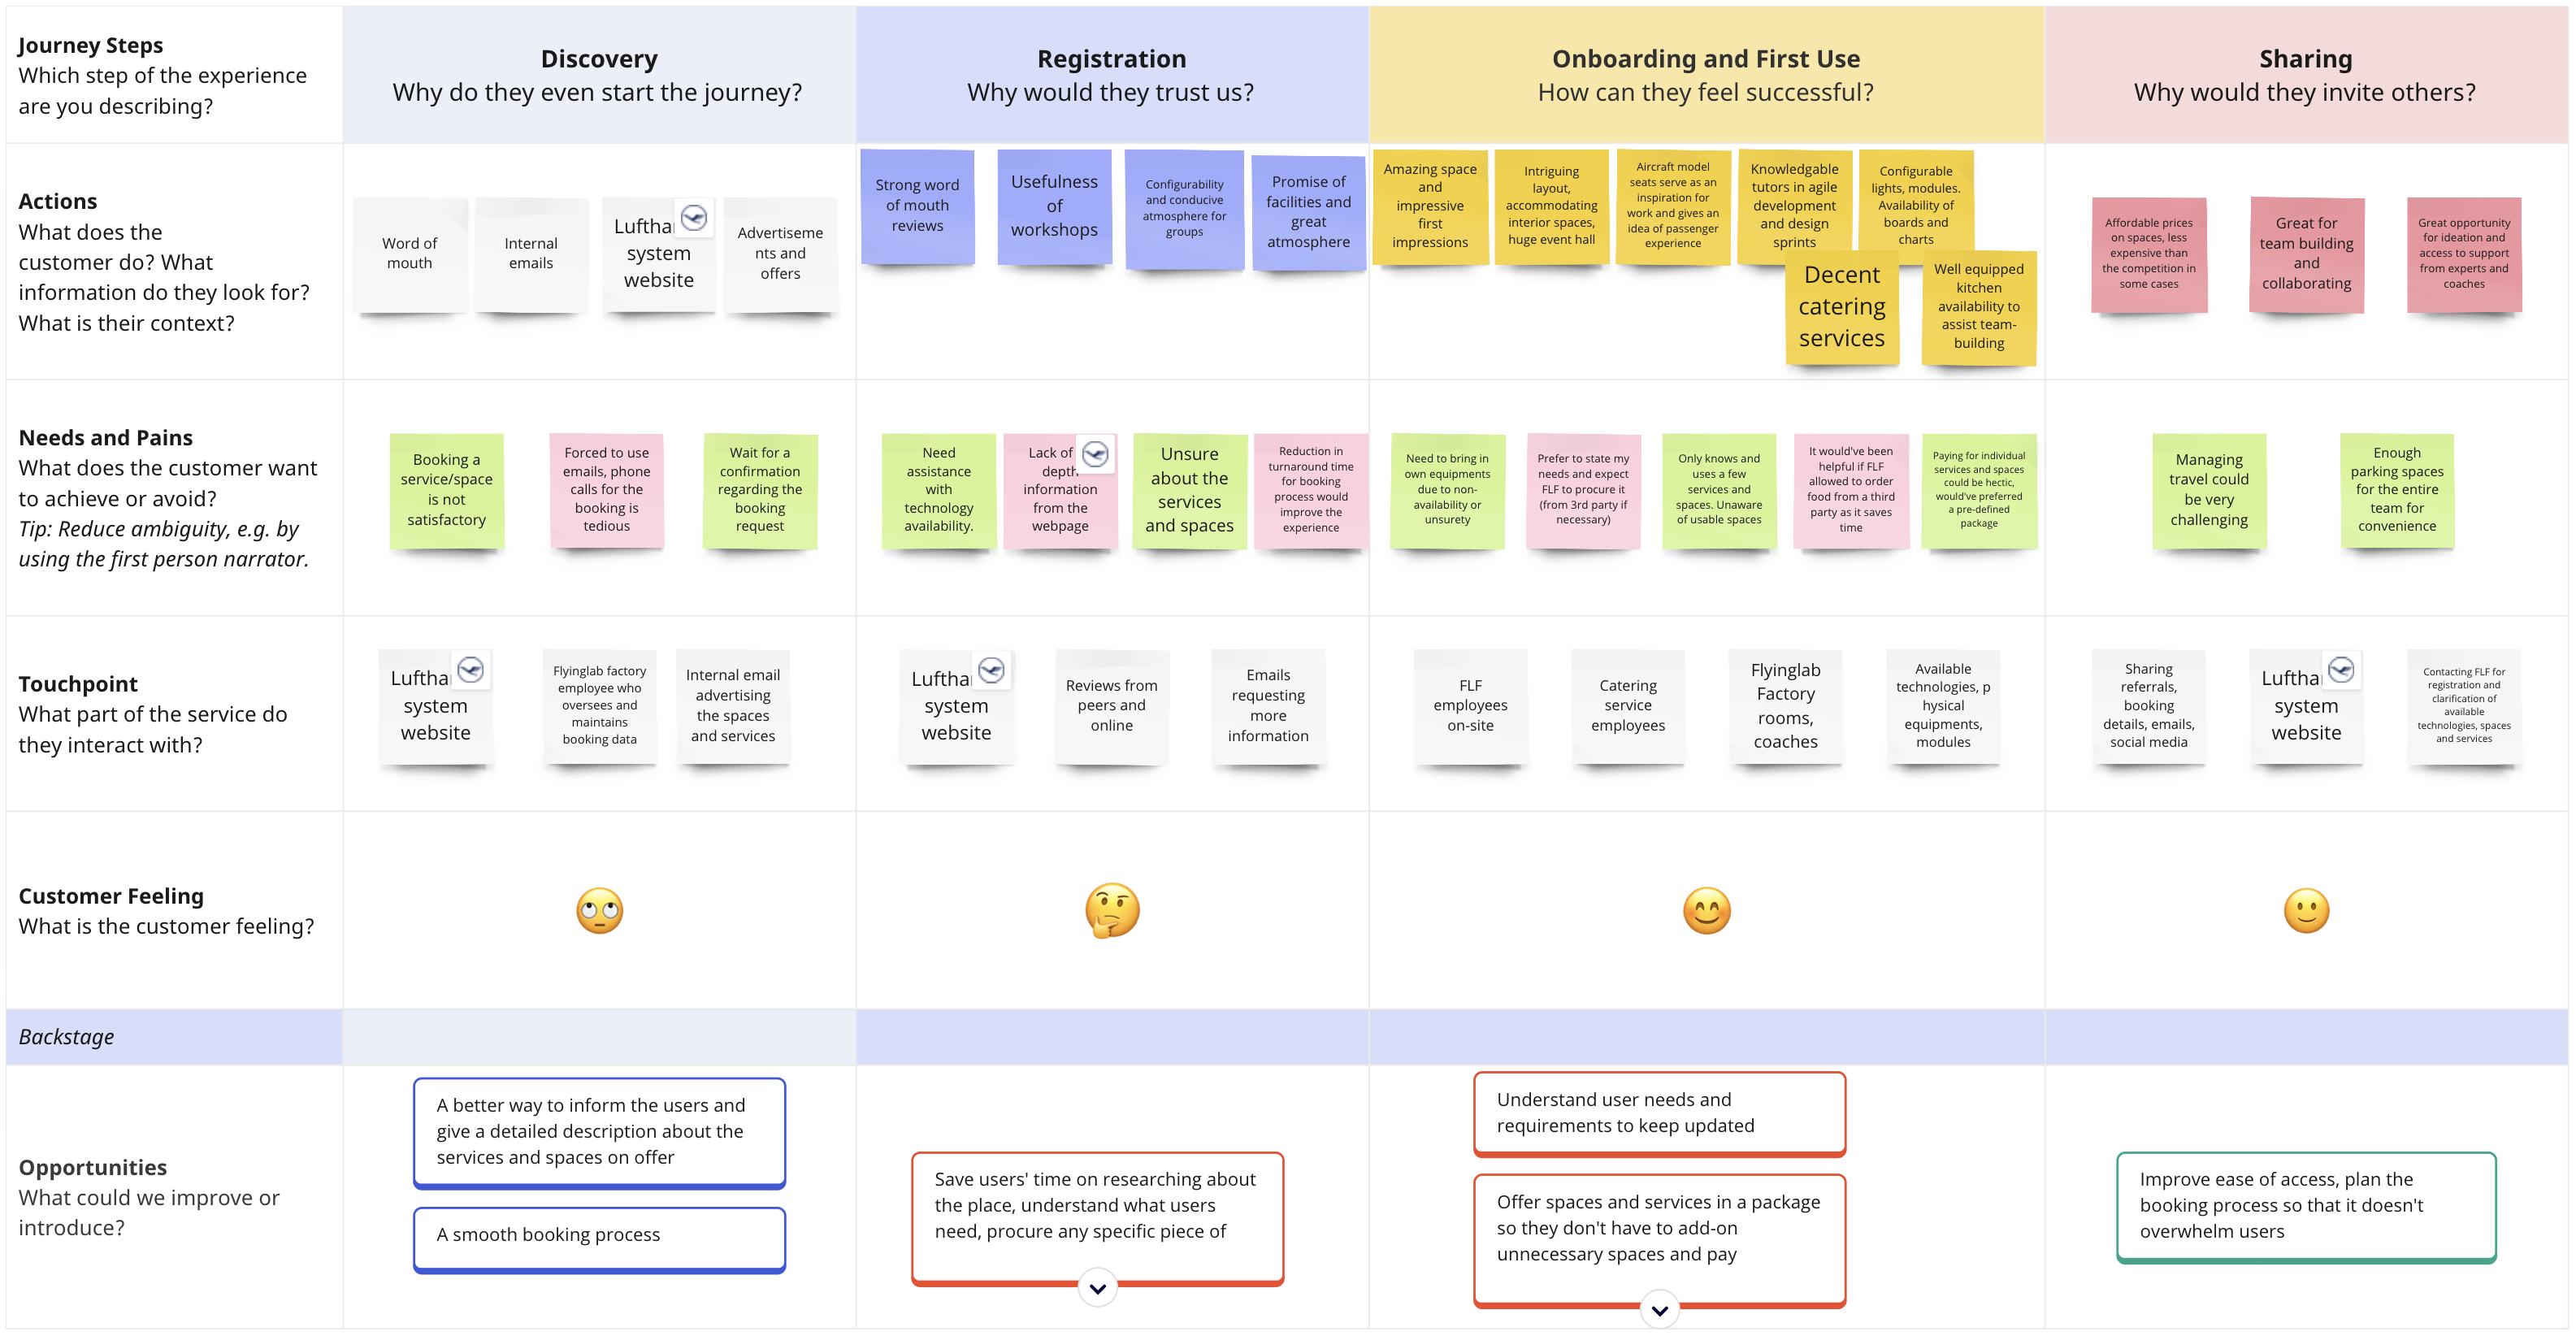 Journey Steps
Which step of the experience
are you describing?
Discovery
Why do they even start the journey?
Registration
Why would they trust us?
Onboarding and First Use
How can they feel successful?
Sharing
Why would they invite others?
Actions
What does the
customer do? What
information do they look for?
What is their context?
Word of
mouth
Internal
emails
system
website
Advertiseme
nts and
offers
Strong word
of mouth
reviews
Usefulness
of
workshops
Configurability
and conducive
atmosphere for
groups
Promise of
facilities and
great
atmosphere
Amazing space
and
impressive
first
impressions
Intriguing
layout,
accommodating
interior spaces,
huge event hall
Aircraft model
seats serve as an
inspiration for
work and gives an
idea of passenger
experience
Knowledgable
tutors in agile
development
and design
sprints
Configurable
lights, modules.
Availability of
boards and
charts
Decent
catering
services
Well equipped
kitchen
availability to
assist team-
building
Affordable prices
on spaces, less
expensive than
the competition in
some cases
Great for
team building
and
collaborating
Great opportunity
for ideation and
access to support
from experts and
coaches
Needs and Pains
What does the customer want
to achieve or avoid?
Tip: Reduce ambiguity, e.g. by
using the first person narrator.
Booking a
service/space
is not
satisfactory
Forced to use
emails, phone
calls for the
booking is
tedious
Wait for a
confirmation
regarding the
booking
request
Need
assistance
with
technology
availability.
Lack of
depth
information
from the
webpage
Unsure
about the
services
and spaces
Reduction in
turnaround time
for booking
process would
improve the
experience
Need to bring in
own equipments
due to non-
availability or
unsurety
Prefer to state my
needs and expect
FLF to procure it
(from 3rd party if
necessary)
Only knows and
uses a few
services and
spaces. Unaware
of usable spaces
It would've been
helpful if FLF
allowed to order
food from a third
party as it saves
time
Paying for individual
services and spaces
could be hectic,
would've preferred
a pre-defined
package
Managing
travel could
be very
challenging
Enough
parking spaces
for the entire
team for
convenience
Touchpoint
What part of the service do
they interact with?
system
website
Flyinglab factory
employee who
oversees and
maintains
booking data
Internal email
advertising
the spaces
and services
system
website
Reviews from
peers and
online
Emails
requesting
more
information
FLF
employees
on-site
Catering
service
employees
Flyinglab
Factory
rooms,
coaches
Available
technologies, p
hysical
equipments,
modules
Sharing
referrals,
booking
details, emails,
social media
system
website
Contacting FLF for
registration and
clarification of
available
technologies, spaces
and services
Customer Feeling
What is the customer feeling?
Backstage
Opportunities
What could we improve or
introduce?
A better way to inform the users and
give a detailed description about the
services and spaces on offer
A smooth booking process
Save users' time on researching about
the place, understand what users
need, procure any specific piece of
Understand user needs and
requirements to keep updated
Offer spaces and services in a package
so they don't have to add-on
unnecessary spaces and pay
Improve ease of access, plan the
booking process so that it doesn't
overwhelm users